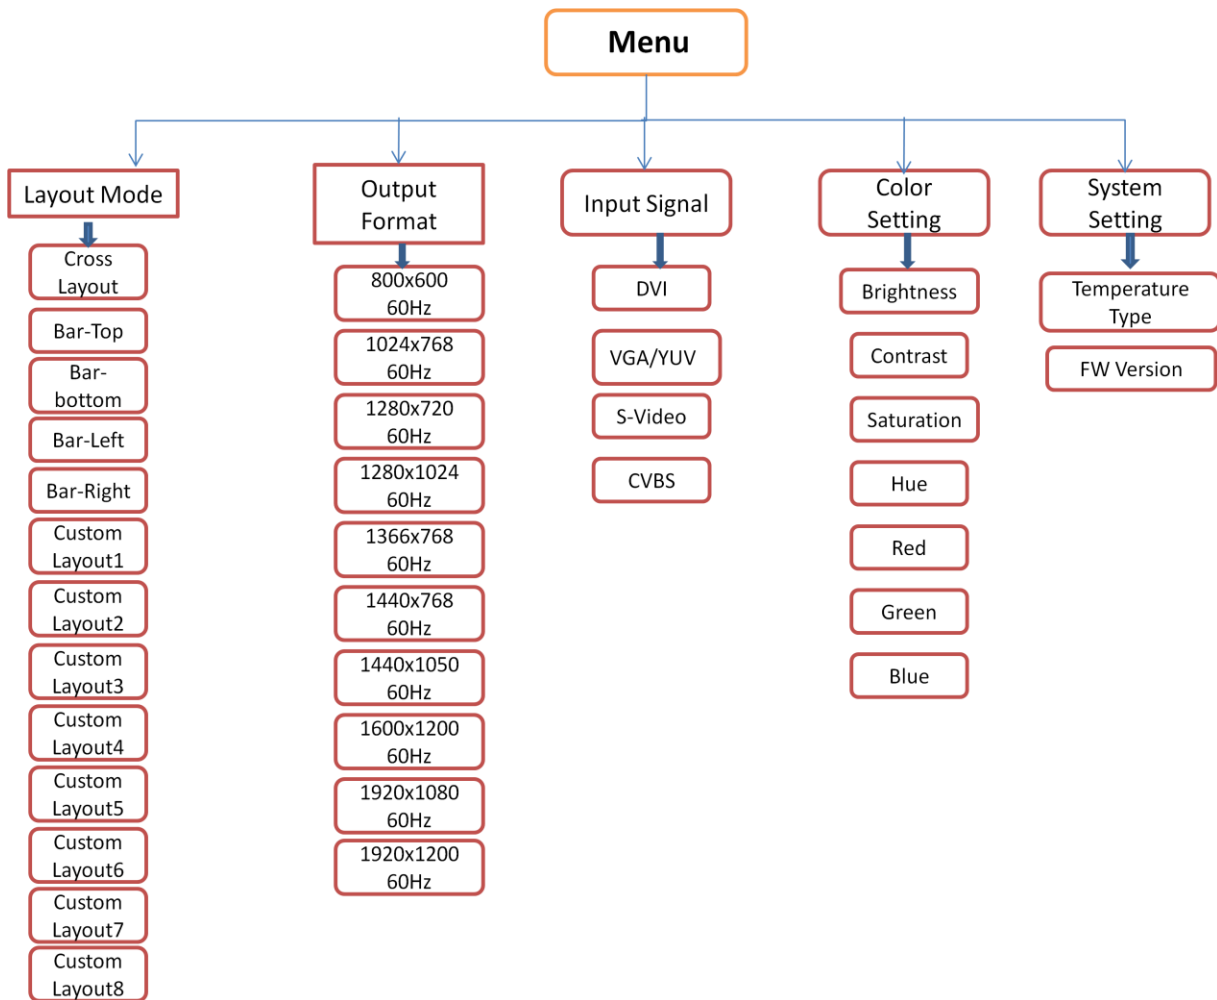 Menu
Layout Mode
Cross
Layout
Bar-Top
Bar-
bottom
Bar-Left
Bar-Right
Custom
Layout1
Custom
Layout2
Custom
Layout3
Custom
Layout4
Custom
Layout5
Custom
Layout6
Custom
Layout7
Custom
Layout8
Output
Format
800x600
60Hz
1024x768
60Hz
1280x720
60Hz
1280x1024
60Hz
1366x768
60Hz
1440x768
60Hz
1440x1050
60Hz
1600x1200
60Hz
1920x1080
60Hz
1920x1200
60Hz
Input Signal
DVI
VGA/YUV
S-Video
CVBS
Color
Setting
Brightness
Contrast
Saturation
Hue
Red
Green
Blue
System
Setting
Temperature
Type
FW Version